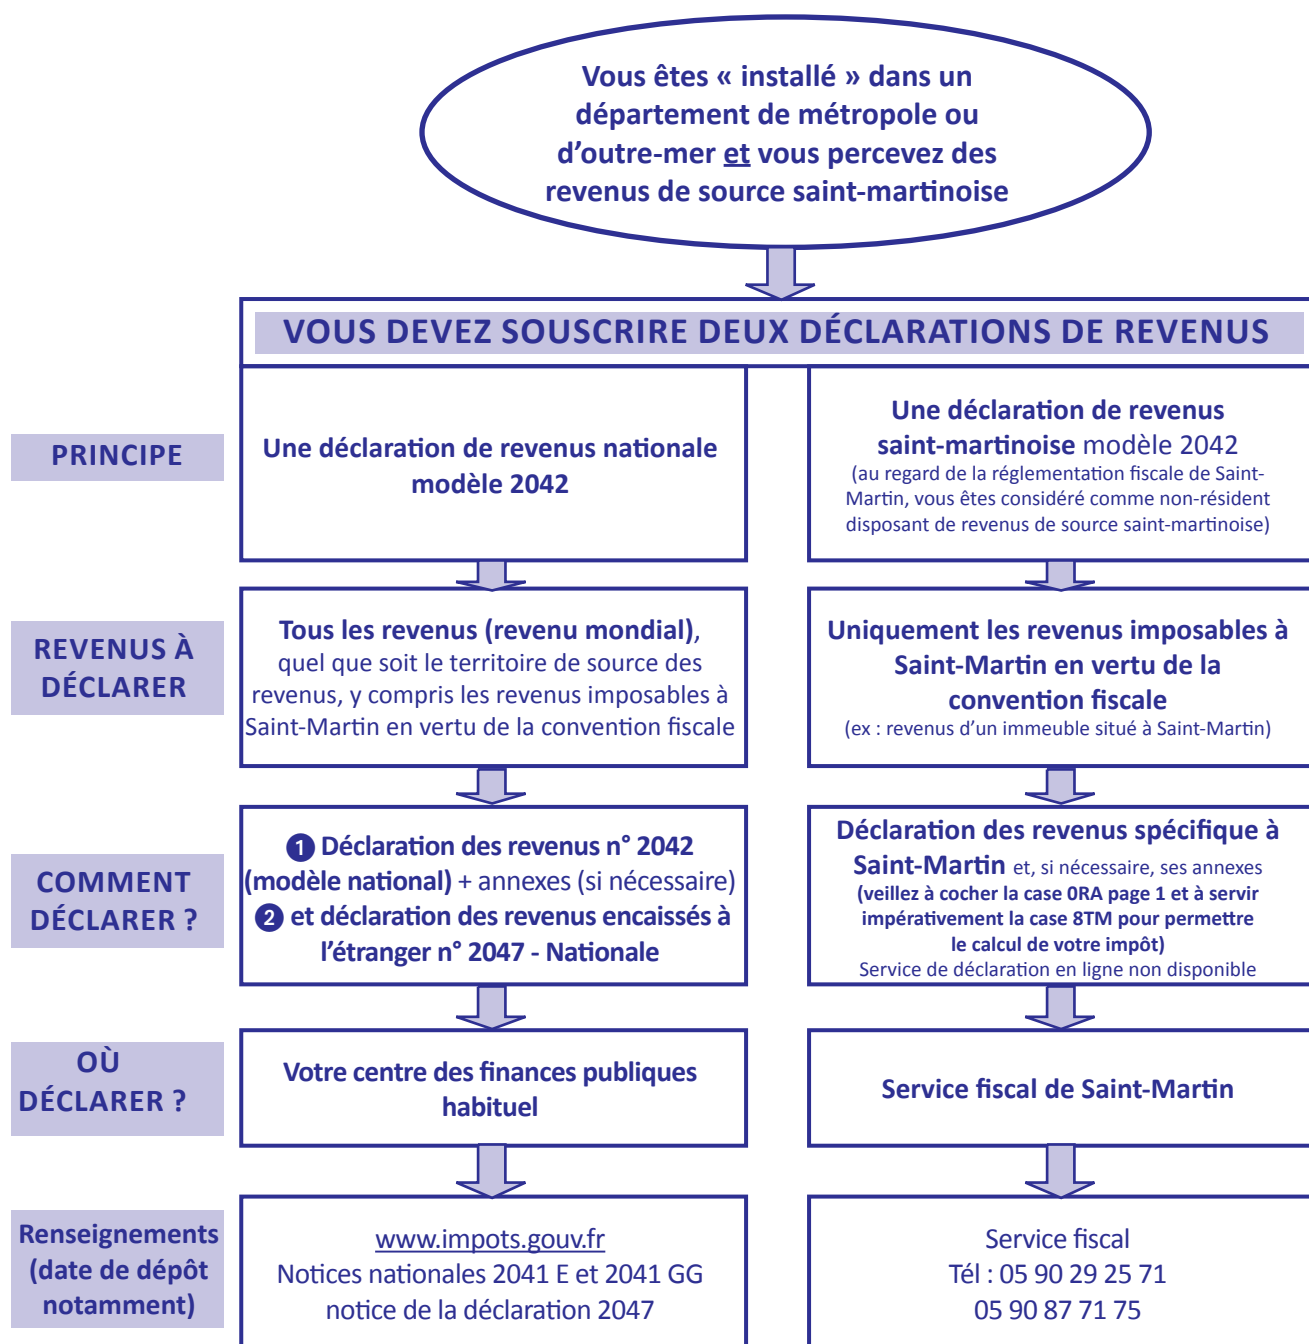 Vous êtes « installé » dans un
département de métropole ou
d’outre-mer et vous percevez des
revenus de source saint-martinoise
VOUS DEVEZ SOUSCRIRE DEUX DÉCLARATIONS DE REVENUS
PRINCIPE
Une déclaration de revenus nationale
modèle 2042
Une déclaration de revenus
saint-martinoise modèle 2042
(au regard de la réglementation fiscale de Saint-
Martin, vous êtes considéré comme non-résident
disposant de revenus de source saint-martinoise)
REVENUS À
DÉCLARER
Tous les revenus (revenu mondial),
quel que soit le territoire de source des
revenus, y compris les revenus imposables à
Saint-Martin en vertu de la convention fiscale
Uniquement les revenus imposables à
Saint-Martin en vertu de la
convention fiscale
(ex : revenus d’un immeuble situé à Saint-Martin)
COMMENT
DÉCLARER ?
❶ Déclaration des revenus n° 2042
(modèle national) + annexes (si nécessaire)
❷ et déclaration des revenus encaissés à
l’étranger n° 2047 - Nationale
Déclaration des revenus spécifique à
Saint-Martin et, si nécessaire, ses annexes
(veillez à cocher la case 0RA page 1 et à servir
impérativement la case 8TM pour permettre
le calcul de votre impôt)
Service de déclaration en ligne non disponible
OÙ
DÉCLARER ?
Votre centre des finances publiques
habituel
Service fiscal de Saint-Martin
Renseignements
(date de dépôt
notamment)
www.impots.gouv.fr
Notices nationales 2041 E et 2041 GG
notice de la déclaration 2047
Service fiscal
Tél : 05 90 29 25 71
05 90 87 71 75